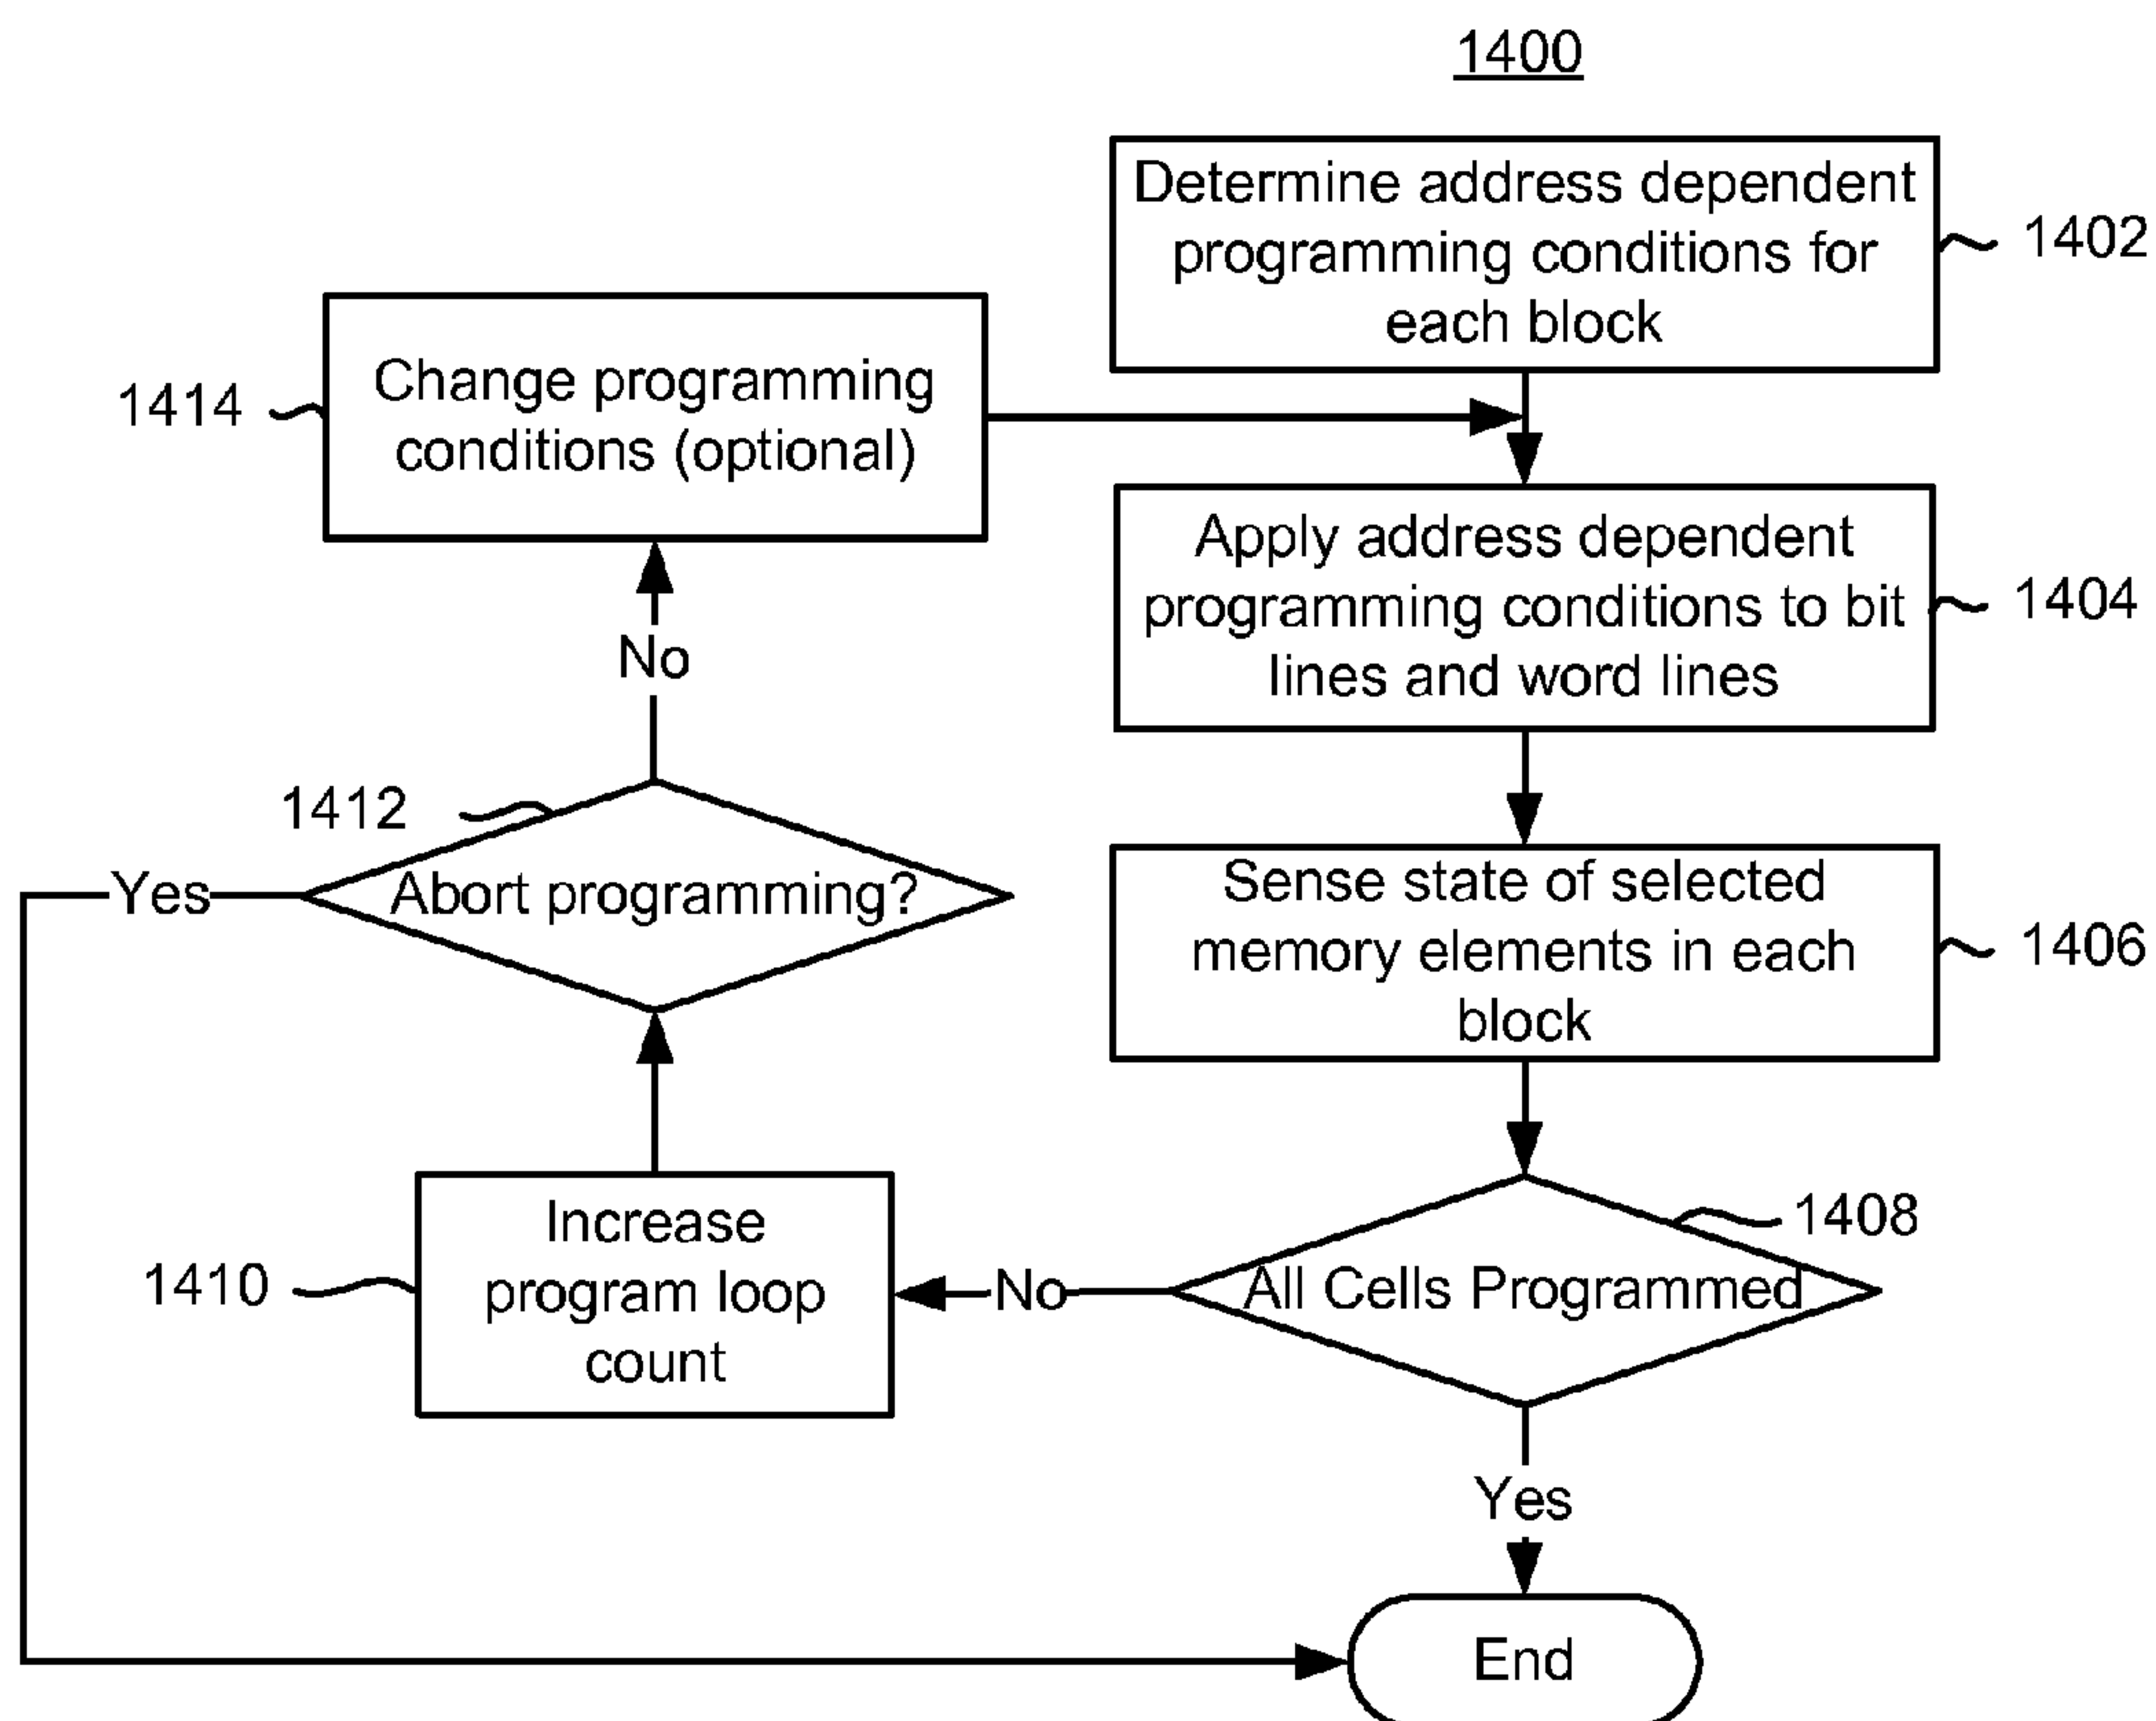 1400
Determine address dependent
programming conditions for
each block
1402
Change programming
conditions (optional)
1414
Apply address dependent
programming conditions to bit
lines and word lines
1404
No
1412
Yes
Abort programming?
Sense state of selected
memory elements in each
block
1406
1408
All Cells Programmed
No
Increase
program loop
count
1410
Yes
End